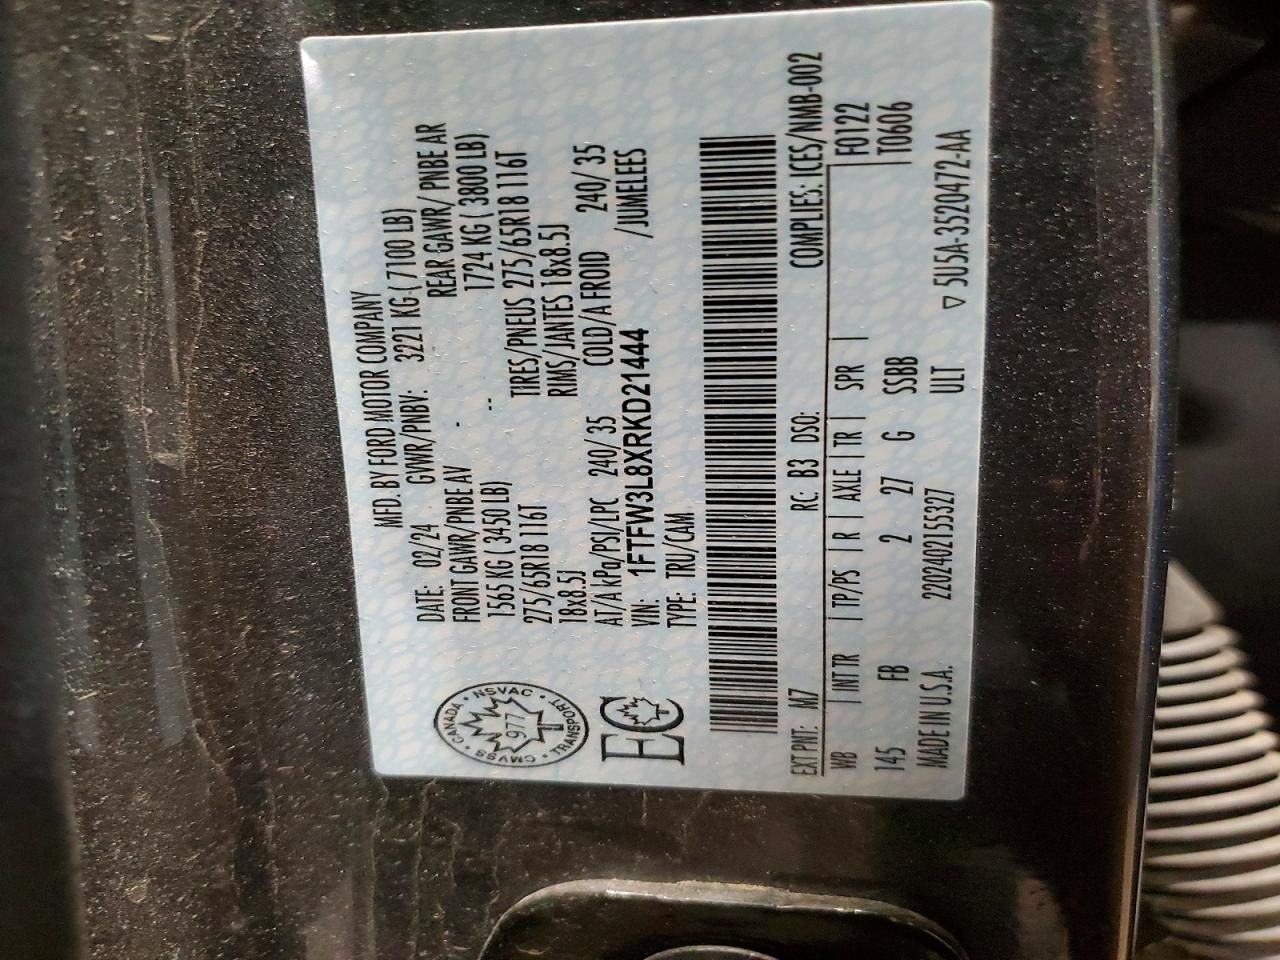 MFD. BY FORD MOTOR COMPANY
DATE: 02/24 GVWR/PNBV: 3221 KG ( 7100 LB)
FRONT GAWR/PNBE AV REAR GAWR/ PNBE AR
1565 KG ( 3450 LB) -- 1724 KG ( 3800 LB)
275/65R18 116T TIRES/PNEUS 275/65R18 116T
18x8.5J RIMS/JANTES 18x8.5J
AT/A kPa/PSI/LPC 240/ 35 COLD/A FROID 240/ 35
VIN: 1FTFW3L8XRKD21444 /JUMELEES
TYPE: TRU/CAM
CANADA • NSVAC • TRANSPORT • CMVSS •
977
EC
EXT PNT: M7 RC: B3 DSO: COMPLIES: ICES/NMB-002
WB | INT TR | TP/PS | R | AXLE | TR | SPR | F0122
145 FB 2 27 G SSBB T0606
MADE IN U.S.A. 220240215532​7 ULT ▽ 5U5A-3520472-AA